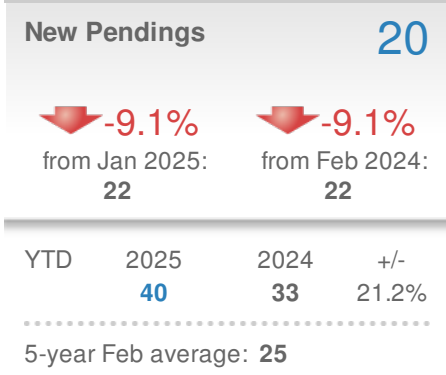 New Pendings 20
-9.1% -9.1%
from Jan 2025: from Feb 2024:
22 22
YTD 2025 2024 +/-
40 33 21.2%
5-year Feb average: 25